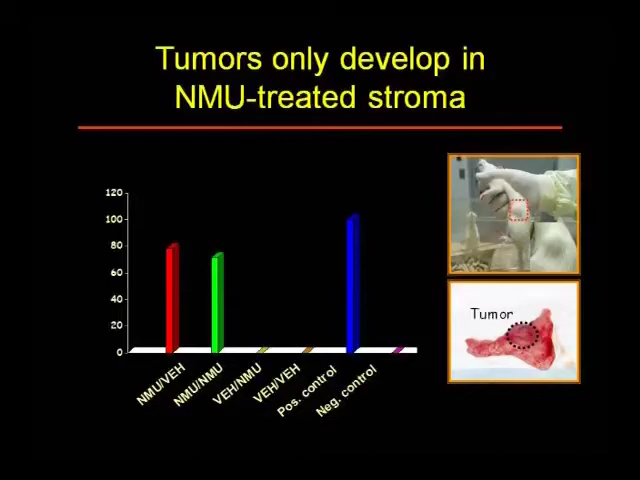 Tumors only develop in
NMU-treated stroma
120
100
80
60
40
20
0
NMU/VEH
NMU/NMU
VEH/NMU
VEH/VEH
Pos. control
Neg. control
Tumor